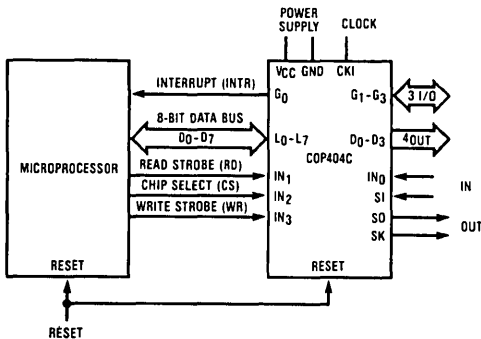 POWER
SUPPLY
CLOCK
VCC GND CKI
INTERRUPT (INTR)
G0
G1-G3
3 I/O
8-BIT DATA BUS
D0-D7
L0-L7
D0-D3
4OUT
COP404C
MICROPROCESSOR
READ STROBE (RD)
IN1
IN0
IN
CHIP SELECT (CS)
IN2
SI
WRITE STROBE (WR)
IN3
SO
OUT
SK
RESET
RESET
RESET